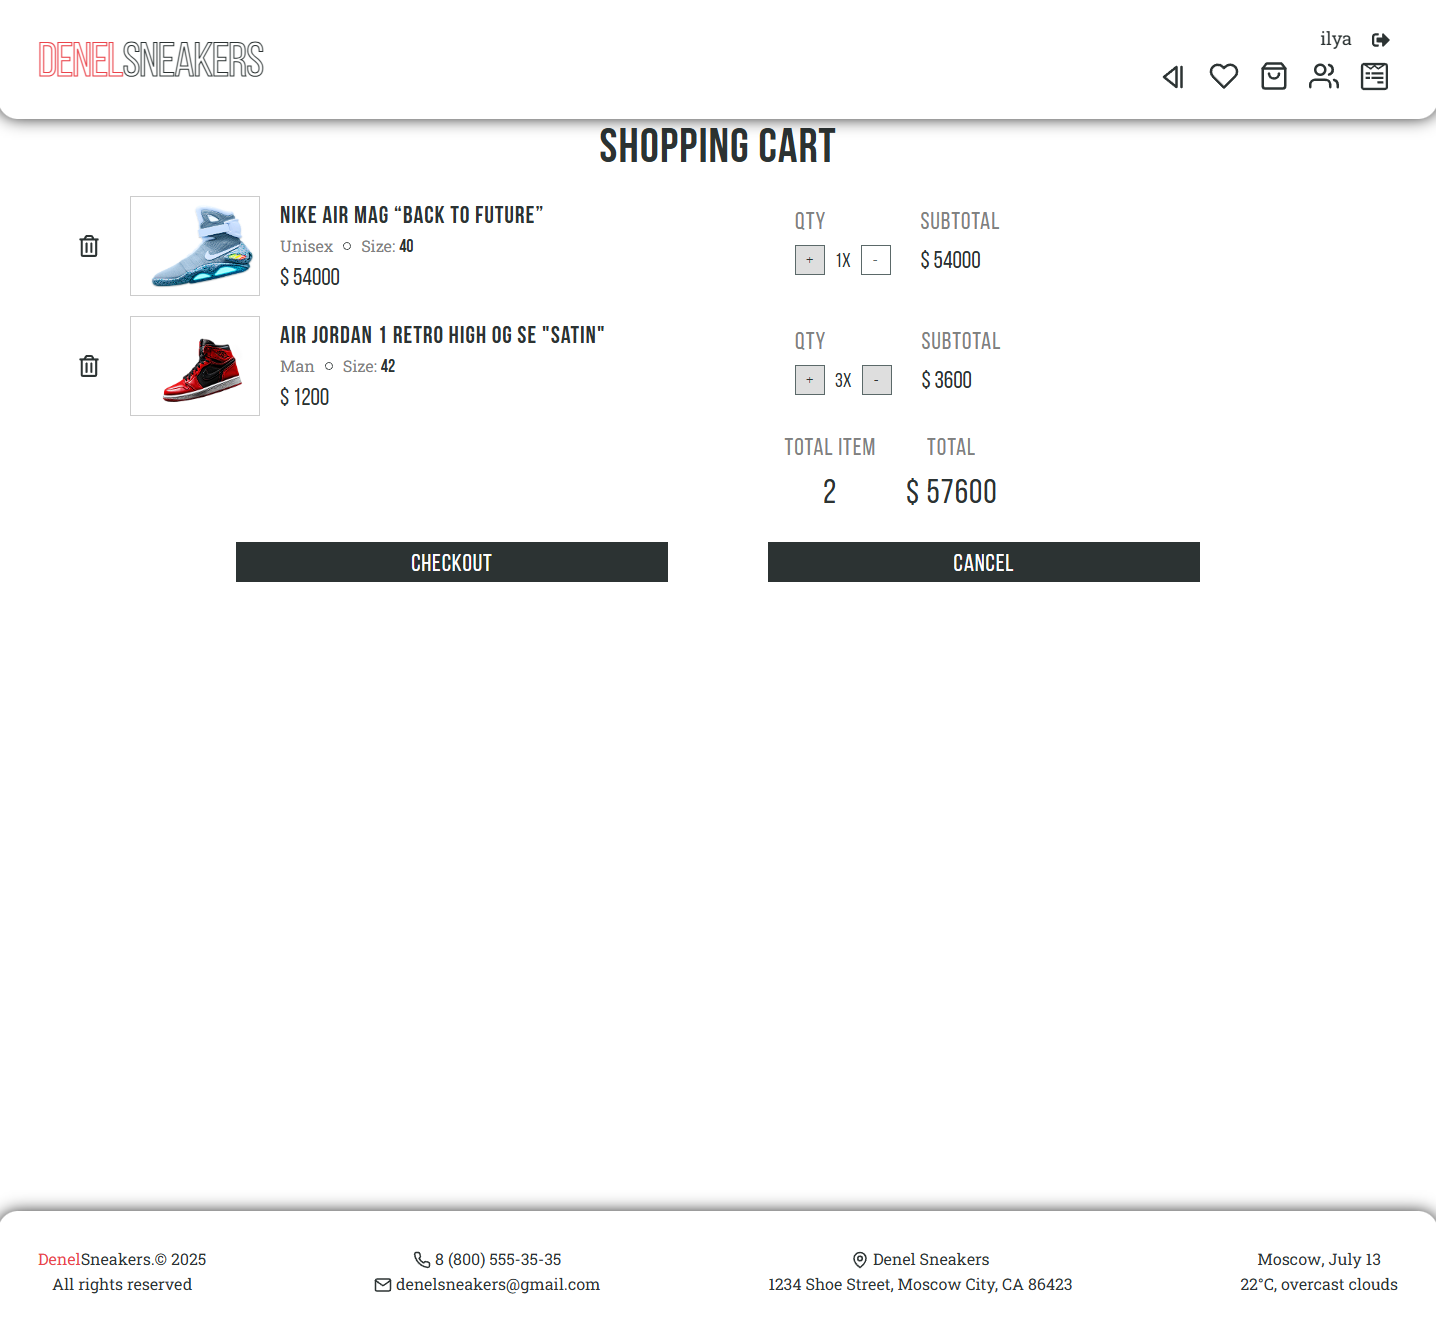 DENELSNEAKERS
ilya
SHOPPING CART
NIKE AIR MAG “BACK TO FUTURE”
Unisex Size: 40
$ 54000
QTY SUBTOTAL
+ 1X - $ 54000
AIR JORDAN 1 RETRO HIGH OG SE "SATIN"
Man Size: 42
$ 1200
QTY SUBTOTAL
+ 3X - $ 3600
TOTAL ITEM TOTAL
2 $ 57600
CHECKOUT CANCEL
DenelSneakers.© 2025
All rights reserved
8 (800) 555-35-35
denelsneakers@gmail.com
Denel Sneakers
1234 Shoe Street, Moscow City, CA 86423
Moscow, July 13
22°C, overcast clouds